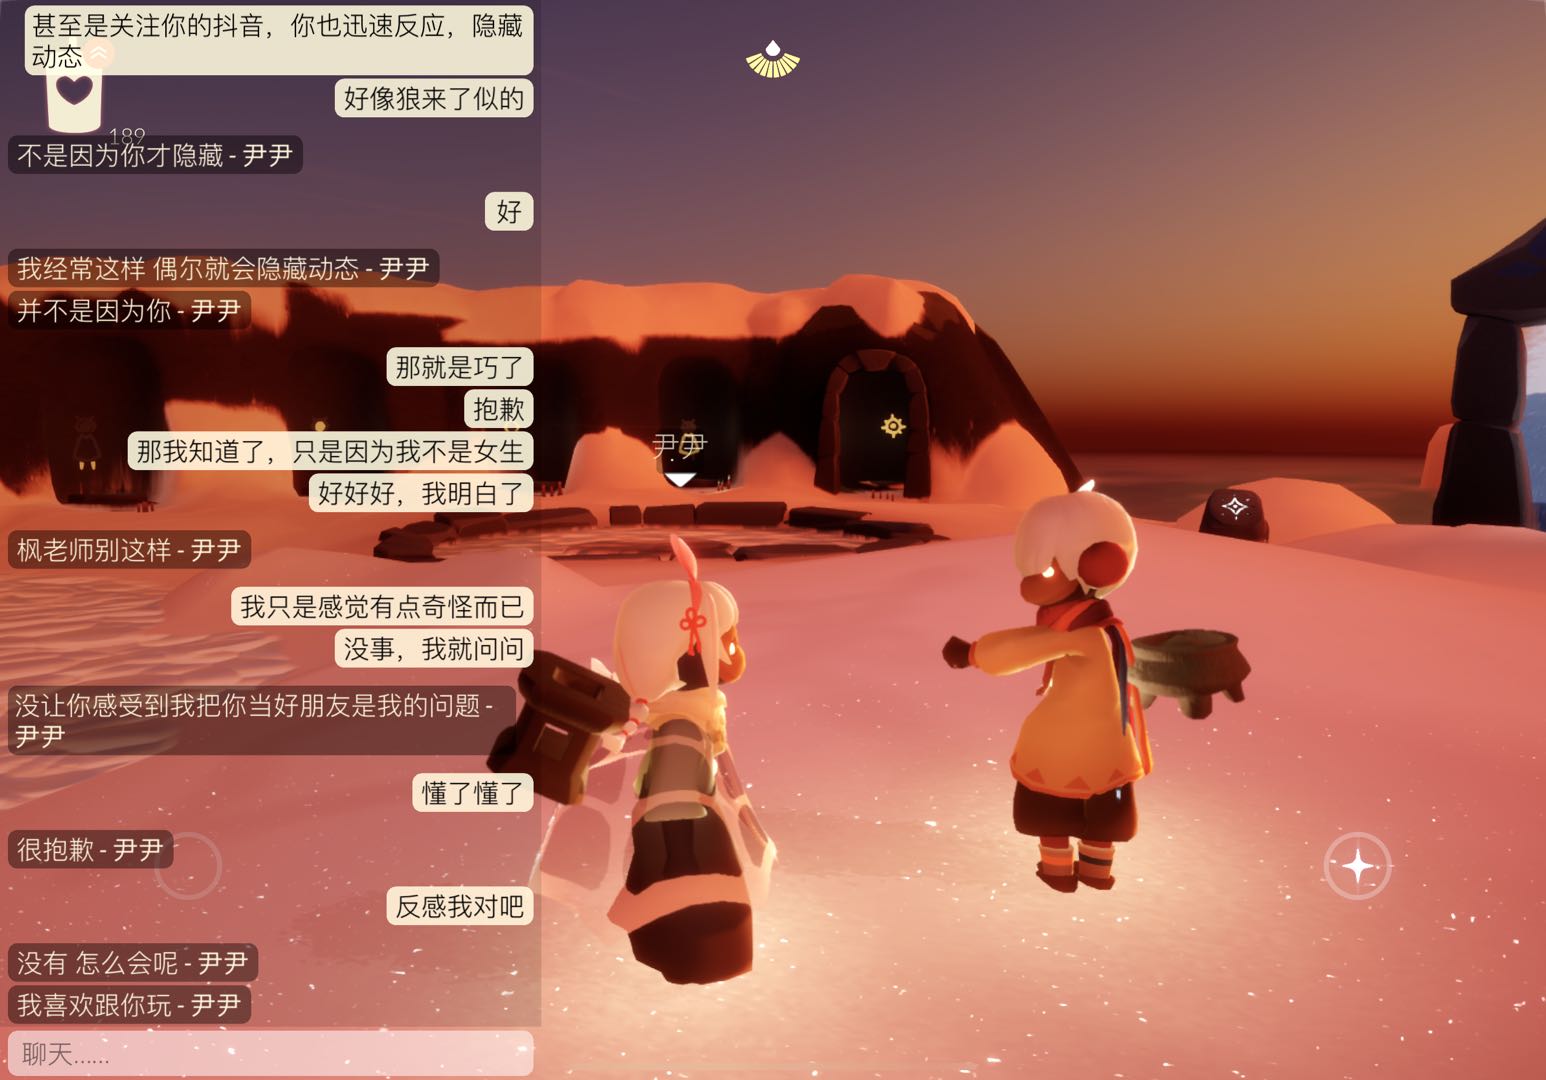 甚至是关注你的抖音，你也迅速反应，隐藏
动态
好像狼来了似的
189
不是因为你才隐藏 - 尹尹
好
我经常这样 偶尔就会隐藏动态 - 尹尹
并不是因为你 - 尹尹
那就是巧了
抱歉
那我知道了，只是因为我不是女生
尹尹
好好好，我明白了
枫老师别这样 - 尹尹
我只是感觉有点奇怪而已
没事，我就问问
没让你感受到我把你当好朋友是我的问题 -
尹尹
懂了懂了
很抱歉 - 尹尹
反感我对吧
没有 怎么会呢 - 尹尹
我喜欢跟你玩 - 尹尹
聊天......